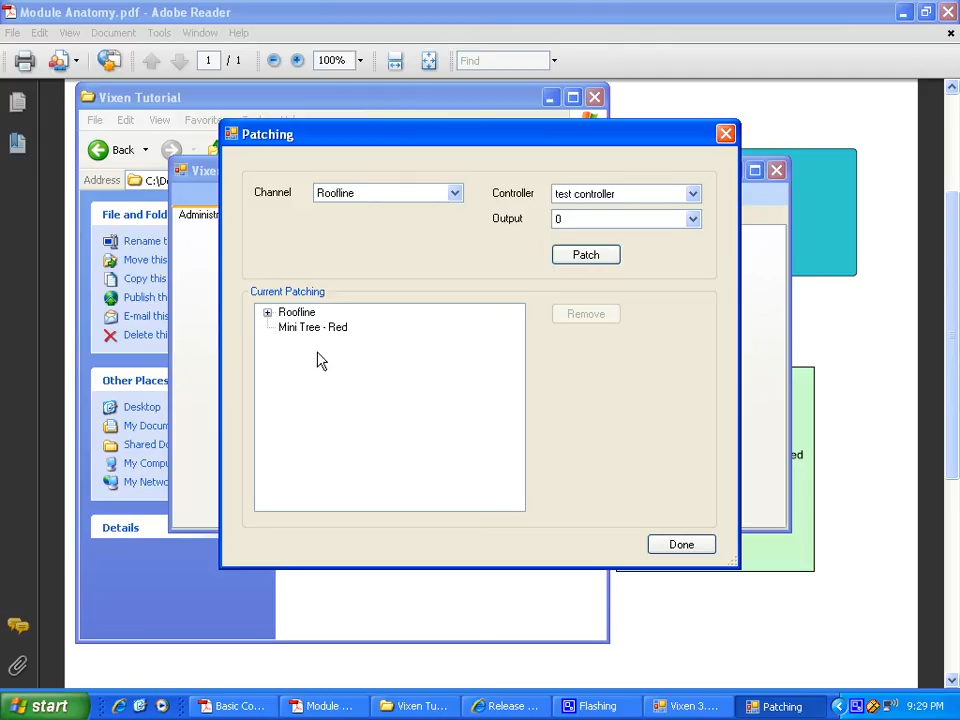 Module Anatomy.pdf - Adobe Reader
File Edit View Document Tools Window Help
1 / 1 100% Find
Vixen Tutorial
File Edit View Favorites
Patching
Back
Vixen
Address C:\D
Channel Roofline Controller test controller
File and Fold
Administr
Output 0
Rename t
Patch
Move this
Copy this
Current Patching
Publish th
Roofline
Remove
E-mail this
Mini Tree - Red
Delete this
Other Places
Desktop
My Docum
Shared Do
ed
My Compu
My Netwo
Details
Done
start Basic Co... Module ... Vixen Tu... Release ... Flashing Vixen 3.... Patching 9:29 PM